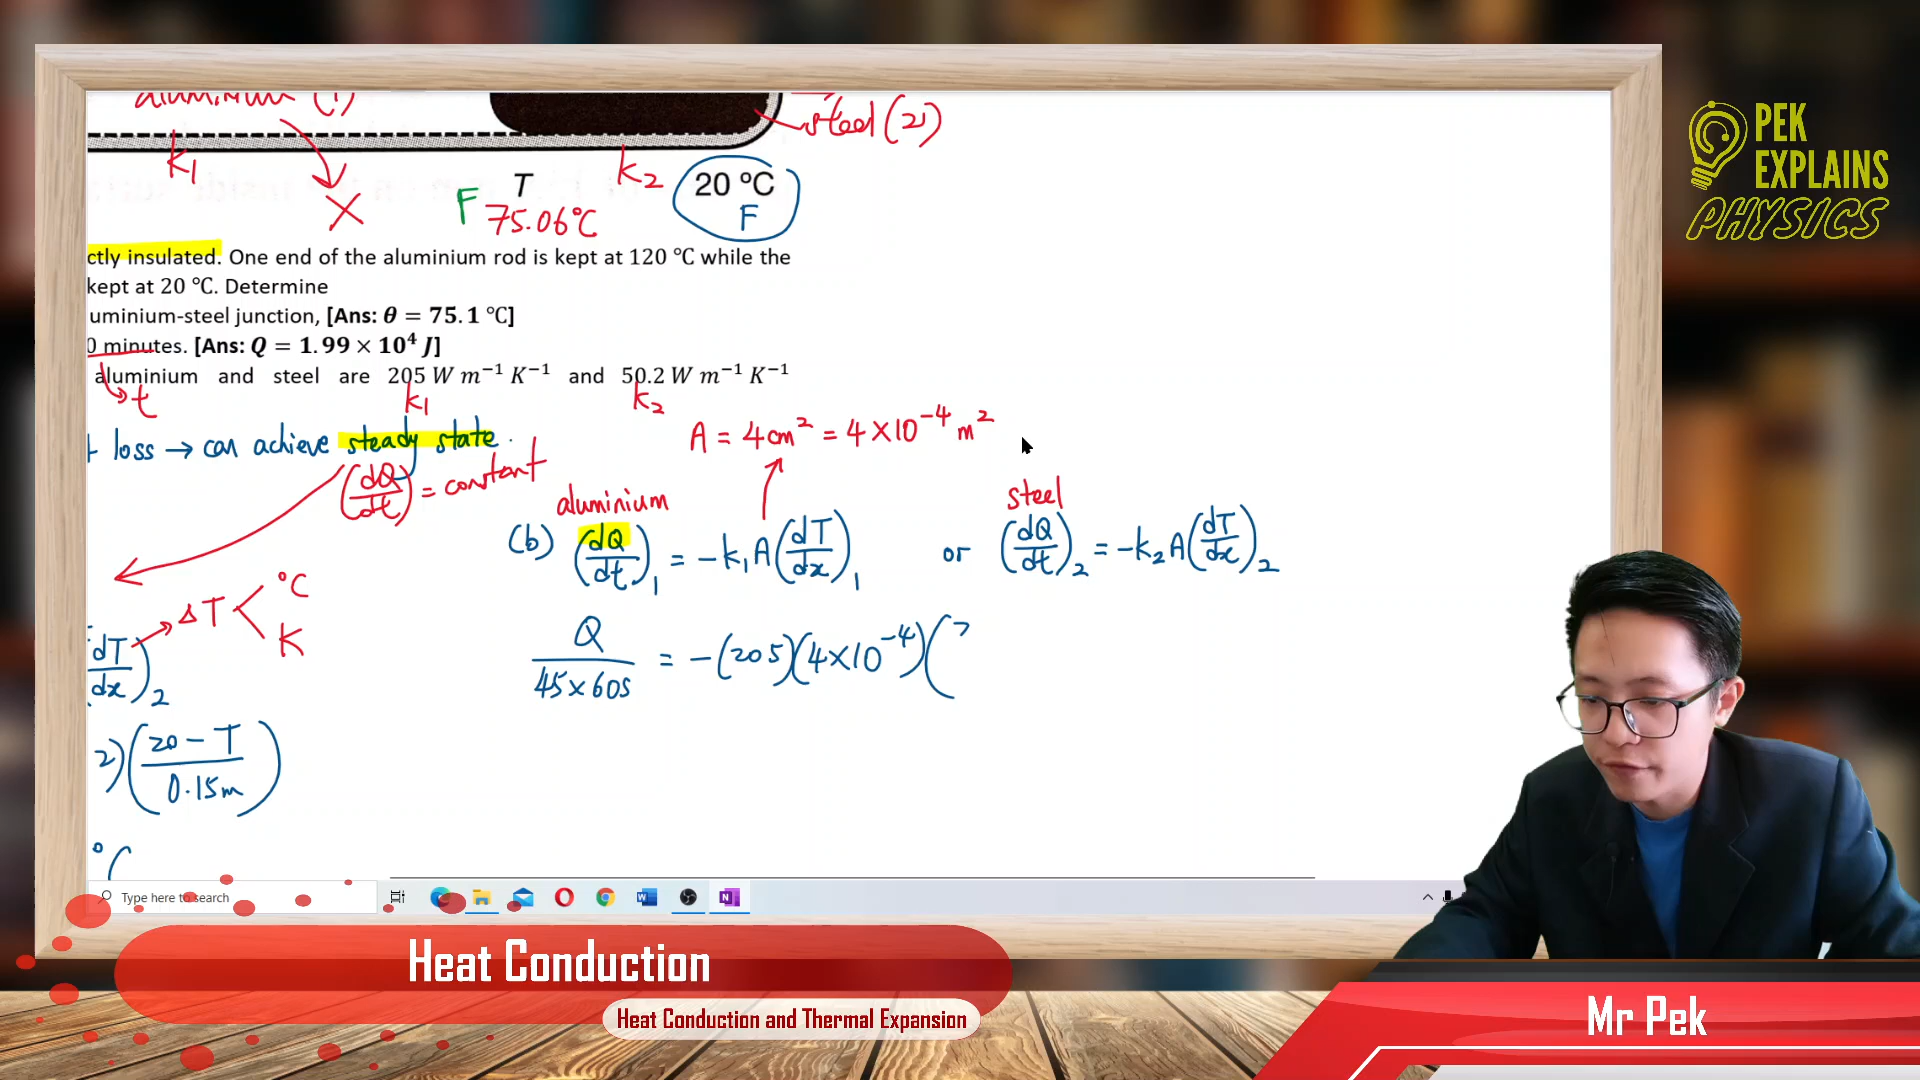 aluminium (1)
steel (2)
k1
T
k2
20 °C
F
75.06°C
F
ctly insulated. One end of the aluminium rod is kept at 120 °C while the
kept at 20 °C. Determine
uminium-steel junction, [Ans: θ = 75.1 °C]
0 minutes. [Ans: Q = 1.99 × 10⁴ J]
aluminium and steel are 205 W m⁻¹ K⁻¹ and 50.2 W m⁻¹ K⁻¹
t
k1
k2
A = 4cm² = 4×10⁻⁴ m²
loss → can achieve steady state.
(dQ/dt) = constant
aluminium
steel
(b) (dQ/dt)₁ = -k₁A(dT/dx)₁ or (dQ/dt)₂ = -k₂A(dT/dx)₂
ΔT < °C
K
dT/dx)₂
Q/45×60s = -(205)(4×10⁻⁴)(
2)(20 - T/0.15m)
PEK
EXPLAINS
PHYSICS
Type here to search
Heat Conduction
Heat Conduction and Thermal Expansion
Mr Pek